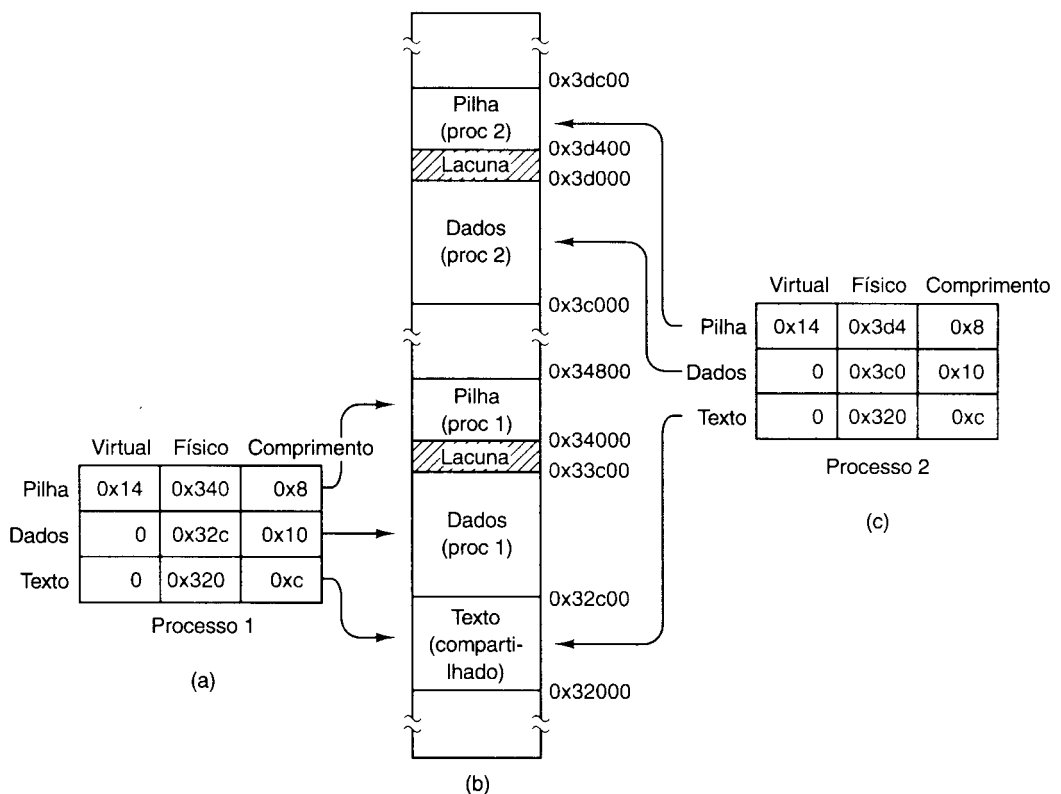 0x3dc00
Pilha
(proc 2)
0x3d400
Lacuna
0x3d000
Dados
(proc 2)
0x3c000
0x34800
Pilha
(proc 1)
0x34000
Lacuna
0x33c00
Dados
(proc 1)
0x32c00
Texto
(comparti-
lhado)
0x32000
(b)
Virtual Físico Comprimento
Pilha 0x14 0x340 0x8
Dados 0 0x32c 0x10
Texto 0 0x320 0xc
Processo 1
(a)
Virtual Físico Comprimento
Pilha 0x14 0x3d4 0x8
Dados 0 0x3c0 0x10
Texto 0 0x320 0xc
Processo 2
(c)